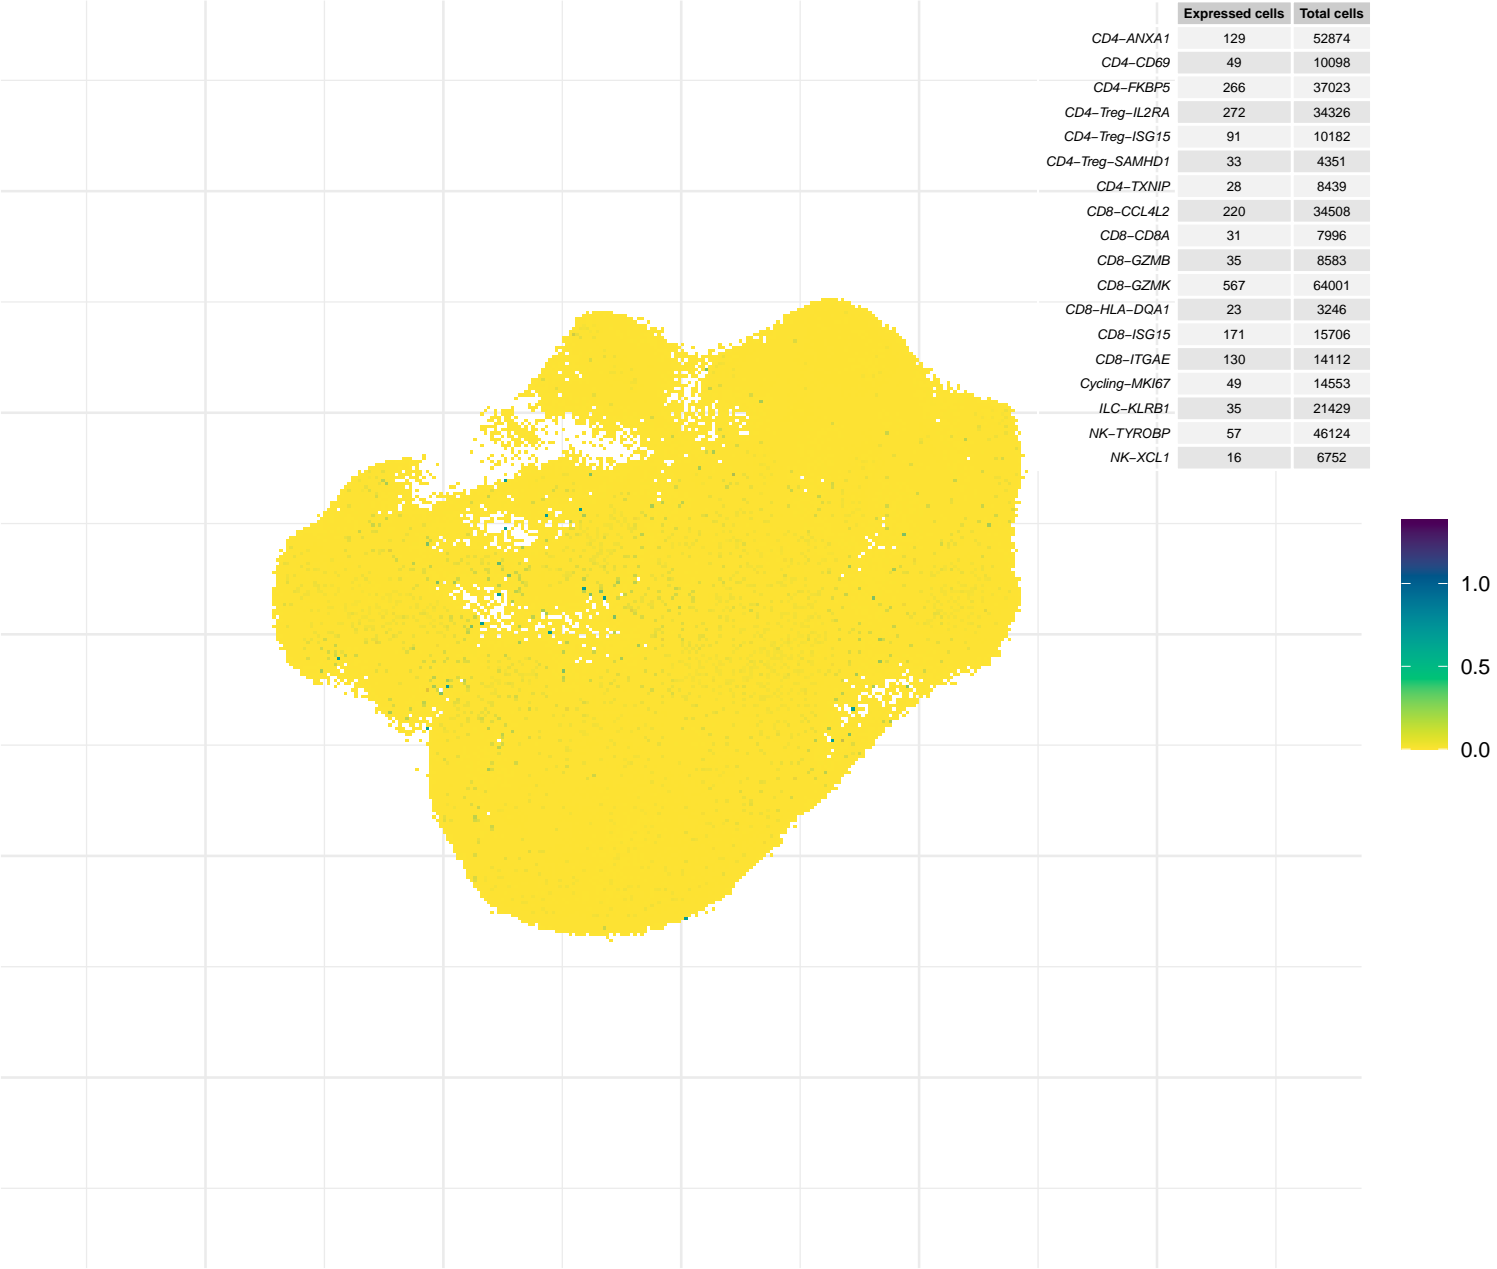 Expressed cells Total cells
CD4−ANXA1 129 52874
CD4−CD69 49 10098
CD4−FKBP5 266 37023
CD4−Treg−IL2RA 272 34326
CD4−Treg−ISG15 91 10182
CD4−Treg−SAMHD1 33 4351
CD4−TXNIP 28 8439
CD8−CCL4L2 220 34508
CD8−CD8A 31 7996
CD8−GZMB 35 8583
CD8−GZMK 567 64001
CD8−HLA−DQA1 23 3246
CD8−ISG15 171 15706
CD8−ITGAE 130 14112
Cycling−MKI67 49 14553
ILC−KLRB1 35 21429
NK−TYROBP 57 46124
NK−XCL1 16 6752
1.0
0.5
0.0